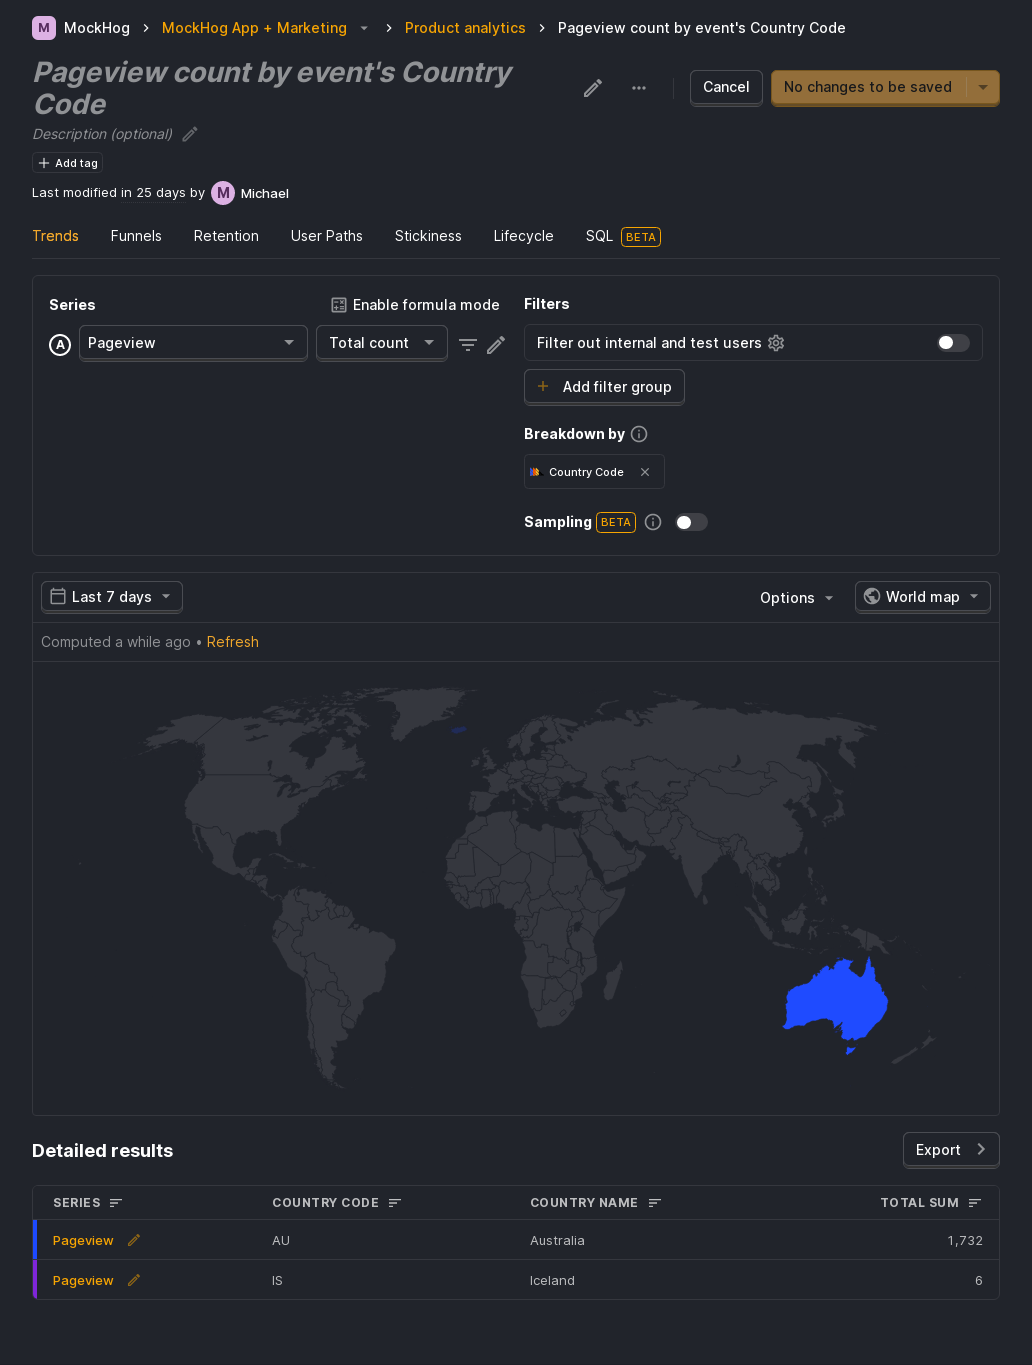 M MockHog > MockHog App + Marketing > Product analytics > Pageview count by event's Country Code
Pageview count by event's Country
Code
Cancel
No changes to be saved
Description (optional)
+ Add tag
Last modified in 25 days by M Michael
Trends Funnels Retention User Paths Stickiness Lifecycle SQL BETA
Series
Enable formula mode
A Pageview Total count
Filters
Filter out internal and test users
+ Add filter group
Breakdown by
Country Code
Sampling BETA
Last 7 days Options World map
Computed a while ago • Refresh
Detailed results
Export
SERIES COUNTRY CODE COUNTRY NAME TOTAL SUM
Pageview AU Australia 1,732
Pageview IS Iceland 6